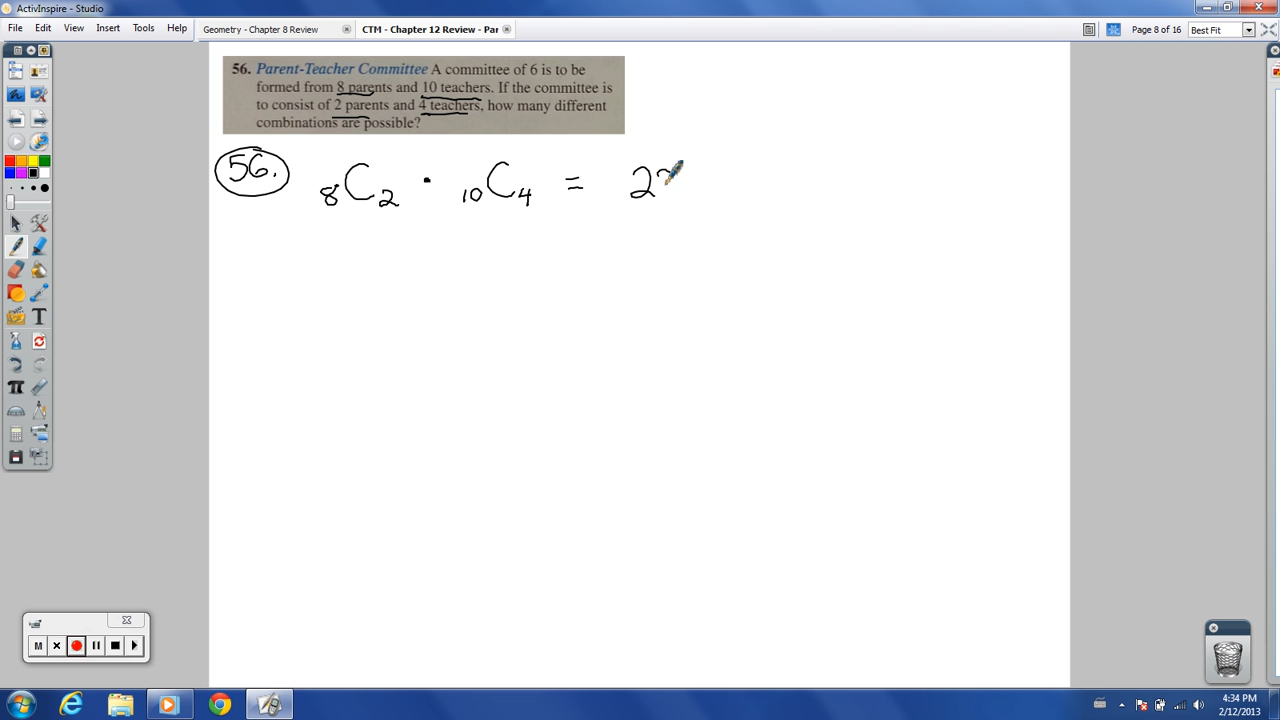 ActivInspire - Studio
File Edit View Insert Tools Help
Geometry - Chapter 8 Review
CTM - Chapter 12 Review - Par
Page 8 of 16
Best Fit
56. Parent-Teacher Committee A committee of 6 is to be
formed from 8 parents and 10 teachers. If the committee is
to consist of 2 parents and 4 teachers, how many different
combinations are possible?
56. ₈C₂ · ₁₀C₄ = 2
M
4:34 PM
2/12/2013